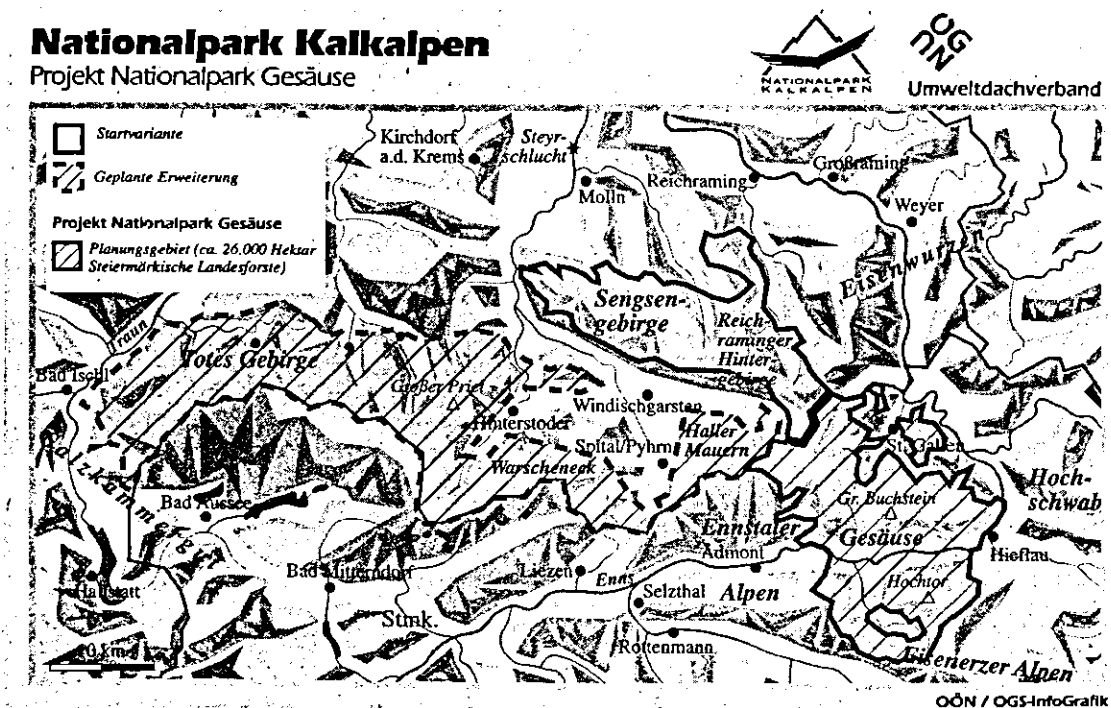 Nationalpark Kalkalpen
Projekt Nationalpark Gesäuse
NATIONALPARK
KALKALPEN
ÖGNU
Umweltdachverband
Startvariante
Geplante Erweiterung
Projekt Nationalpark Gesäuse
Planungsgebiet (ca. 26.000 Hektar
Steiermärkische Landesforste)
Kirchdorf
a.d. Krems
Steyr-
schlucht
Molln
Reichraming
Großraming
Weyer
Eisenwurz
Sengsen-
gebirge
Reich-
raminger
Hinter
gebirge
Traun
Totes Gebirge
Bad Ischl
Großer Priel
Hinterstoder
Windischgarsten
Spital/Pyhrn
Haller
Mauern
St. Gallen
Warscheneck
Salzkammergut
Bad Aussee
Hoch-
schwab
Gr. Buchstein
Gesäuse
Ennstaler
Admont
Hieflau
Bad Mitterndorf
Liezen
Enns
Selzthal
Alpen
Hochtor
Hallstatt
Stmk.
Rottenmann
10 km
Eisenerzer Alpen
OÖN / OGS-InfoGrafik